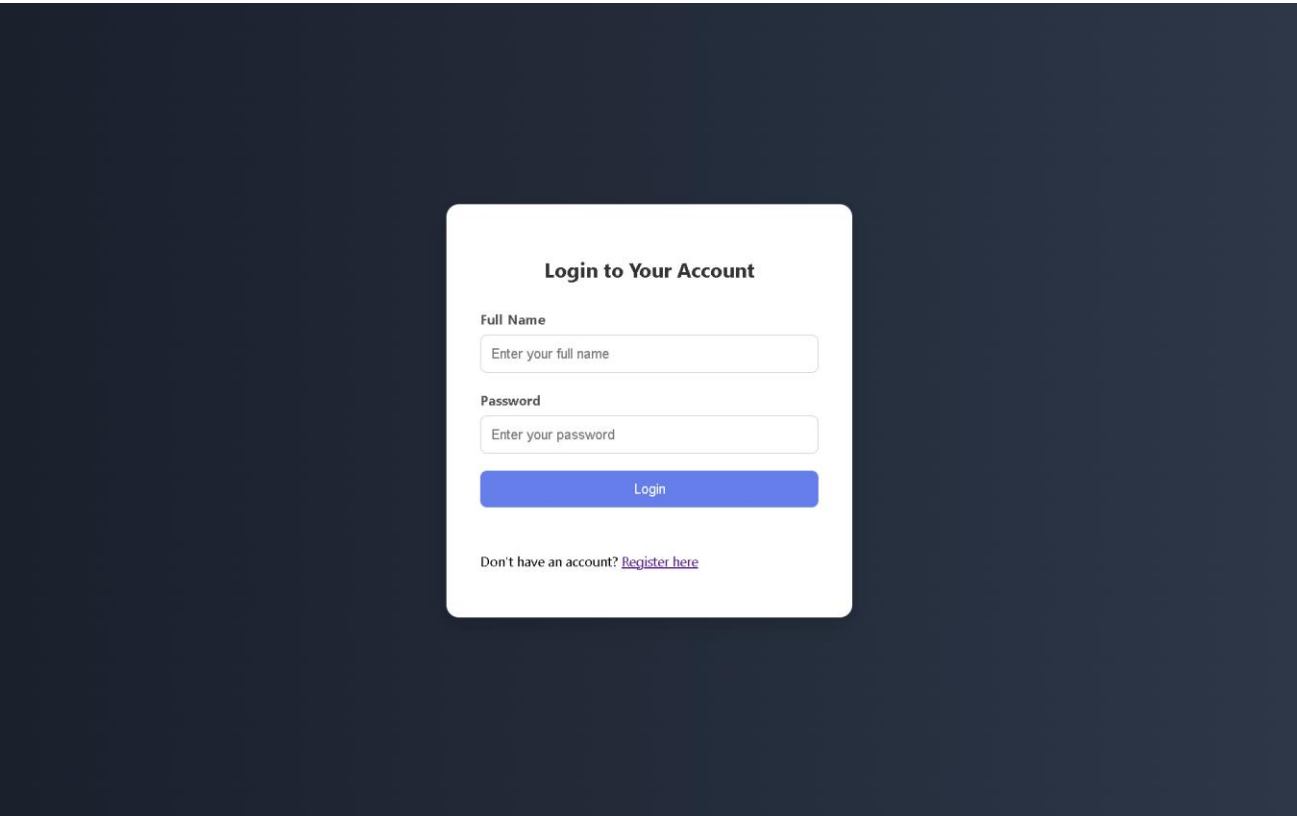 Login to Your Account
Full Name
Enter your full name
Password
Enter your password
Login
Don't have an account? Register here